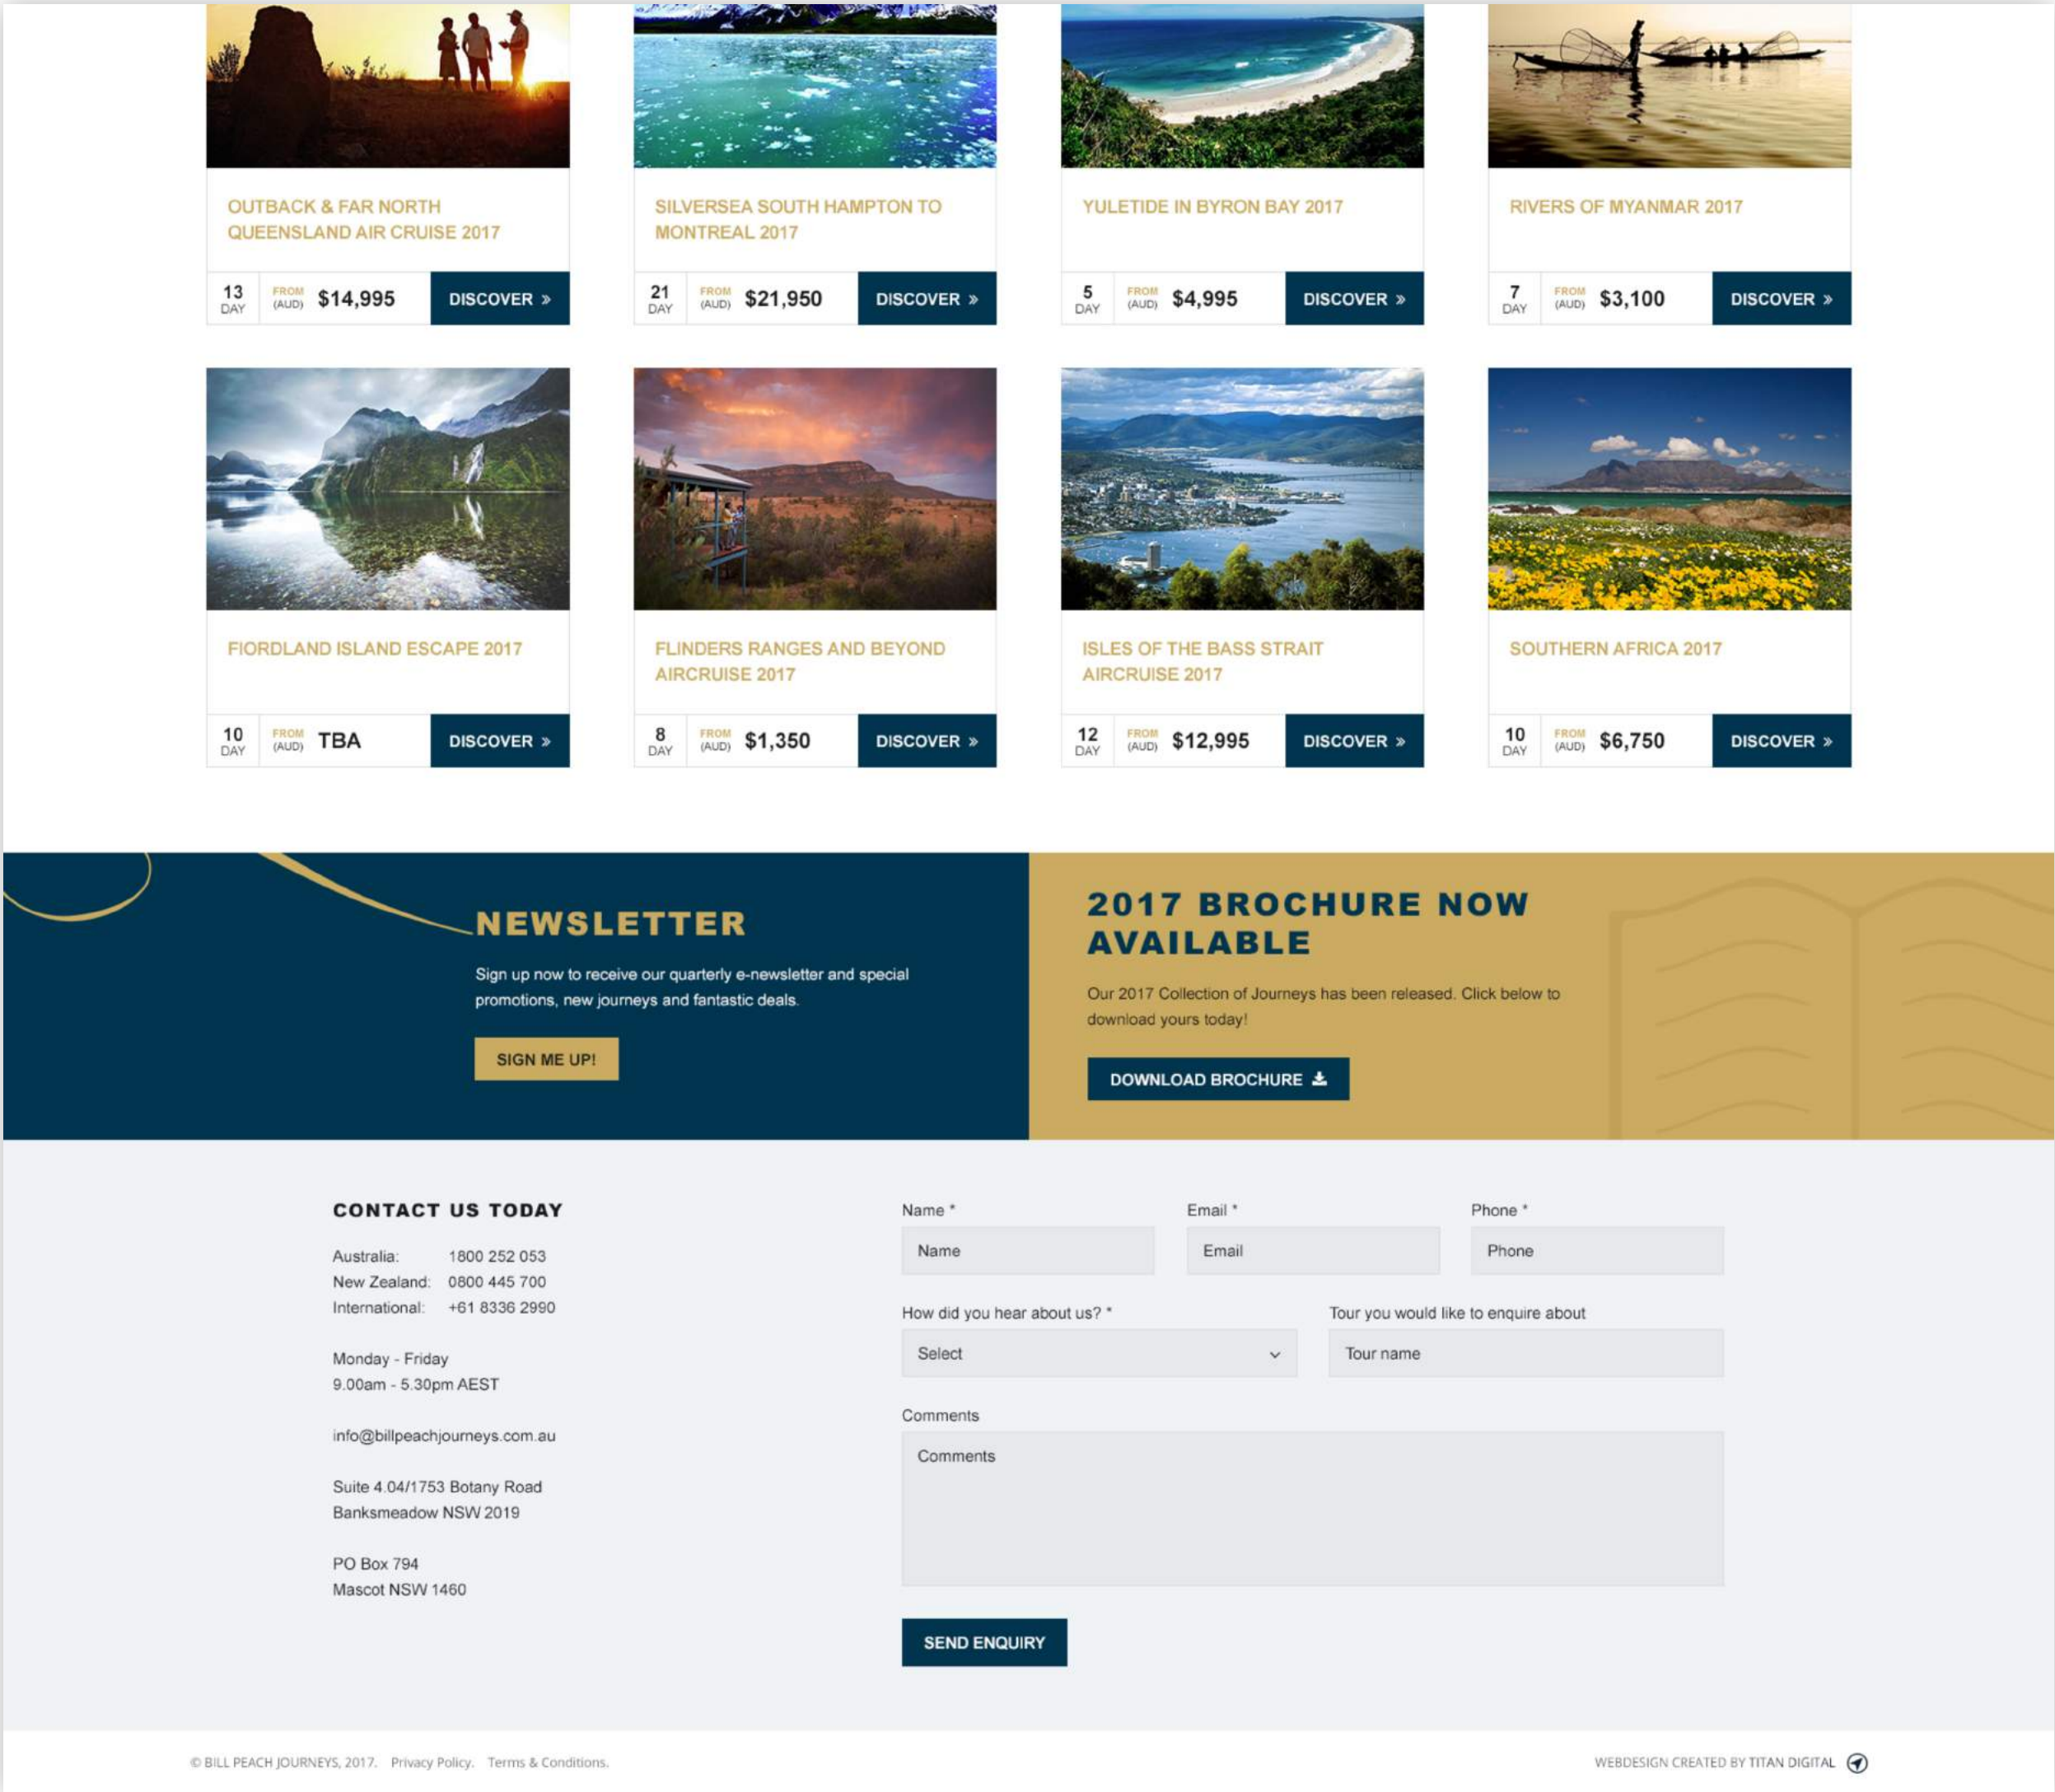 OUTBACK & FAR NORTH
QUEENSLAND AIR CRUISE 2017
13 DAY FROM (AUD) $14,995 DISCOVER »
SILVERSEA SOUTH HAMPTON TO
MONTREAL 2017
21 DAY FROM (AUD) $21,950 DISCOVER »
YULETIDE IN BYRON BAY 2017
5 DAY FROM (AUD) $4,995 DISCOVER »
RIVERS OF MYANMAR 2017
7 DAY FROM (AUD) $3,100 DISCOVER »
FIORDLAND ISLAND ESCAPE 2017
10 DAY FROM (AUD) TBA DISCOVER »
FLINDERS RANGES AND BEYOND
AIRCRUISE 2017
8 DAY FROM (AUD) $1,350 DISCOVER »
ISLES OF THE BASS STRAIT
AIRCRUISE 2017
12 DAY FROM (AUD) $12,995 DISCOVER »
SOUTHERN AFRICA 2017
10 DAY FROM (AUD) $6,750 DISCOVER »
NEWSLETTER
Sign up now to receive our quarterly e-newsletter and special
promotions, new journeys and fantastic deals.
SIGN ME UP!
2017 BROCHURE NOW
AVAILABLE
Our 2017 Collection of Journeys has been released. Click below to
download yours today!
DOWNLOAD BROCHURE
CONTACT US TODAY
Australia: 1800 252 053
New Zealand: 0800 445 700
International: +61 8336 2990
Monday - Friday
9.00am - 5.30pm AEST
info@billpeachjourneys.com.au
Suite 4.04/1753 Botany Road
Banksmeadow NSW 2019
PO Box 794
Mascot NSW 1460
Name * Email * Phone *
Name Email Phone
How did you hear about us? * Tour you would like to enquire about
Select Tour name
Comments
Comments
SEND ENQUIRY
© BILL PEACH JOURNEYS, 2017. Privacy Policy. Terms & Conditions.
WEBDESIGN CREATED BY TITAN DIGITAL